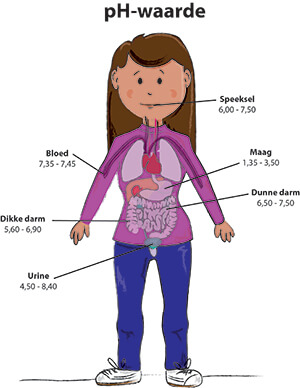 pH-waarde
Speeksel
6,00 - 7,50
Bloed
7,35 - 7,45
Maag
1,35 - 3,50
Dunne darm
6,50 - 7,50
Dikke darm
5,60 - 6,90
Urine
4,50 - 8,40